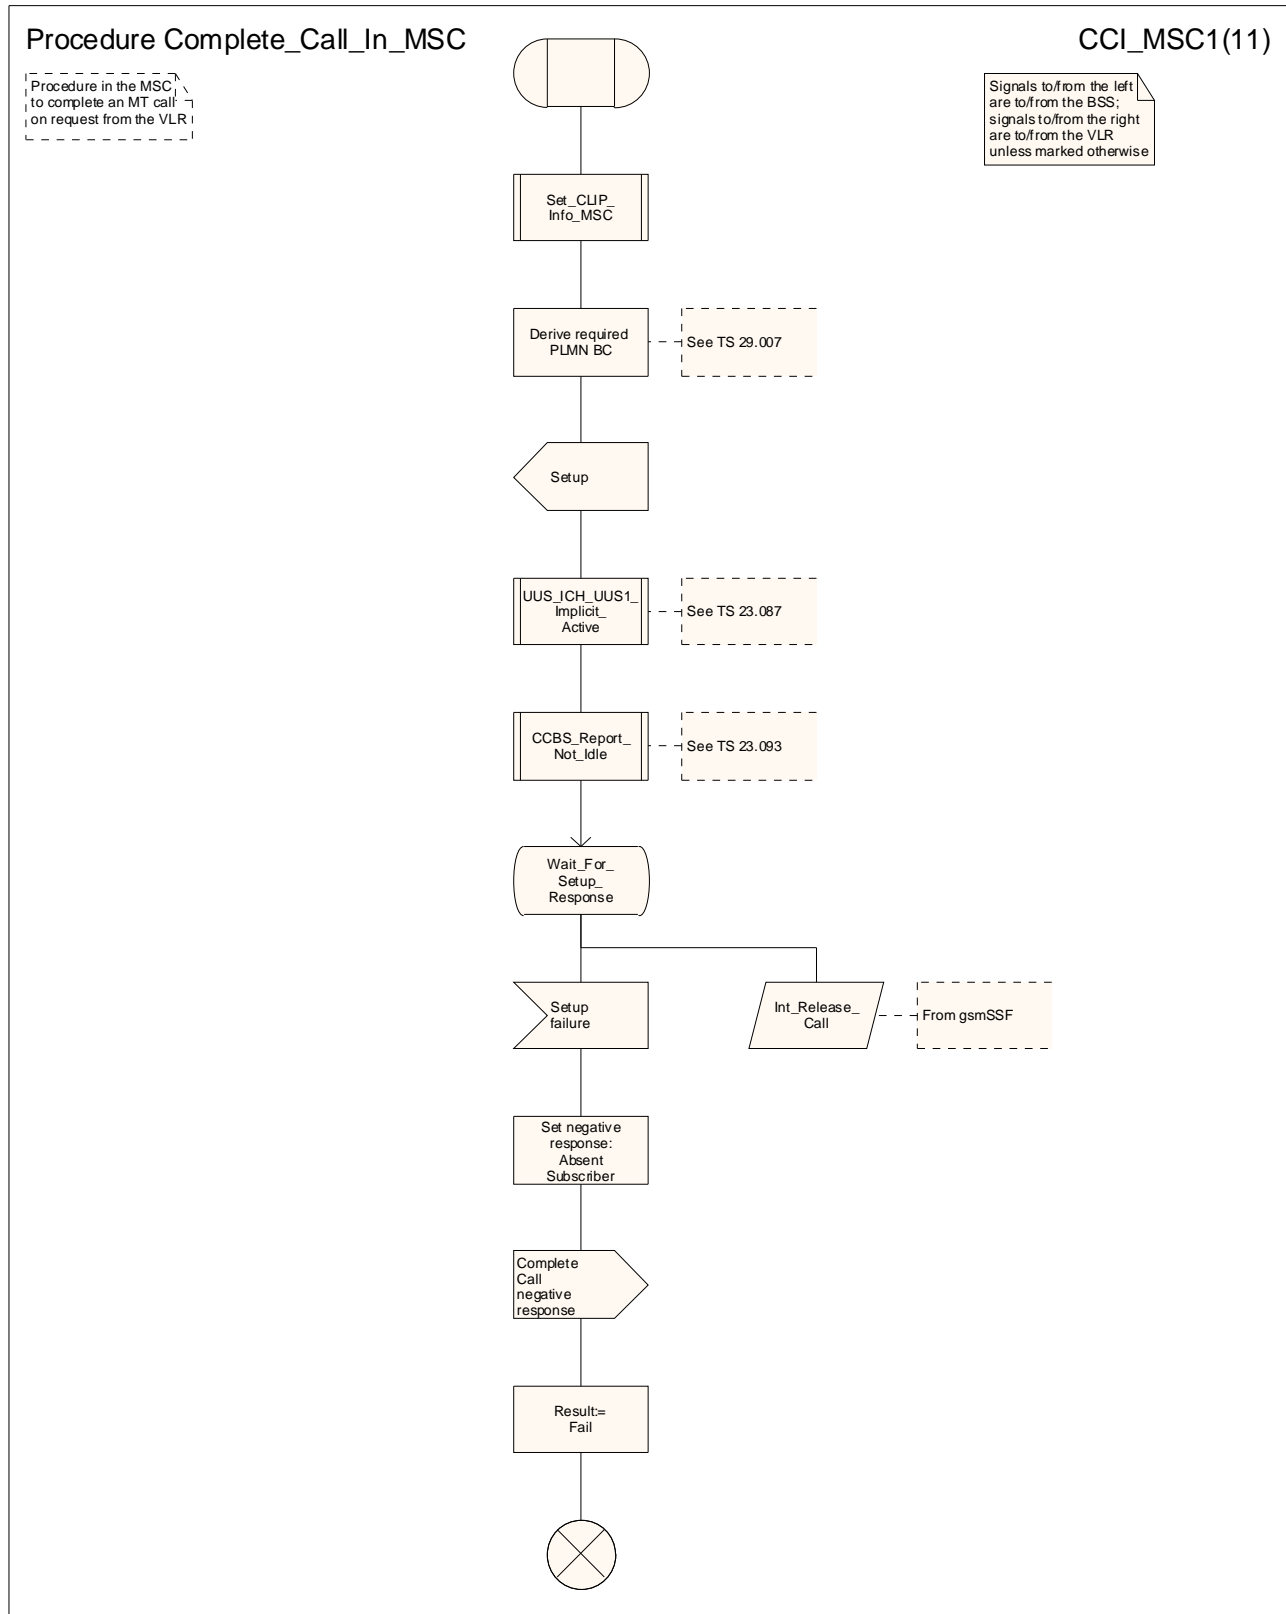 Procedure Complete_Call_In_MSC
CCI_MSC1(11)
Procedure in the MSC
to complete an MT call
on request from the VLR
Signals to/from the left
are to/from the BSS;
signals to/from the right
are to/from the VLR
unless marked otherwise
Set_CLIP_
Info_MSC
Derive required
PLMN BC
See TS 29.007
Setup
UUS_ICH_UUS1_
Implicit_
Active
See TS 23.087
CCBS_Report_
Not_Idle
See TS 23.093
Wait_For_
Setup_
Response
Setup
failure
Int_Release_
Call
From gsmSSF
Set negative
response:
Absent
Subscriber
Complete
Call
negative
response
Result:=
Fail